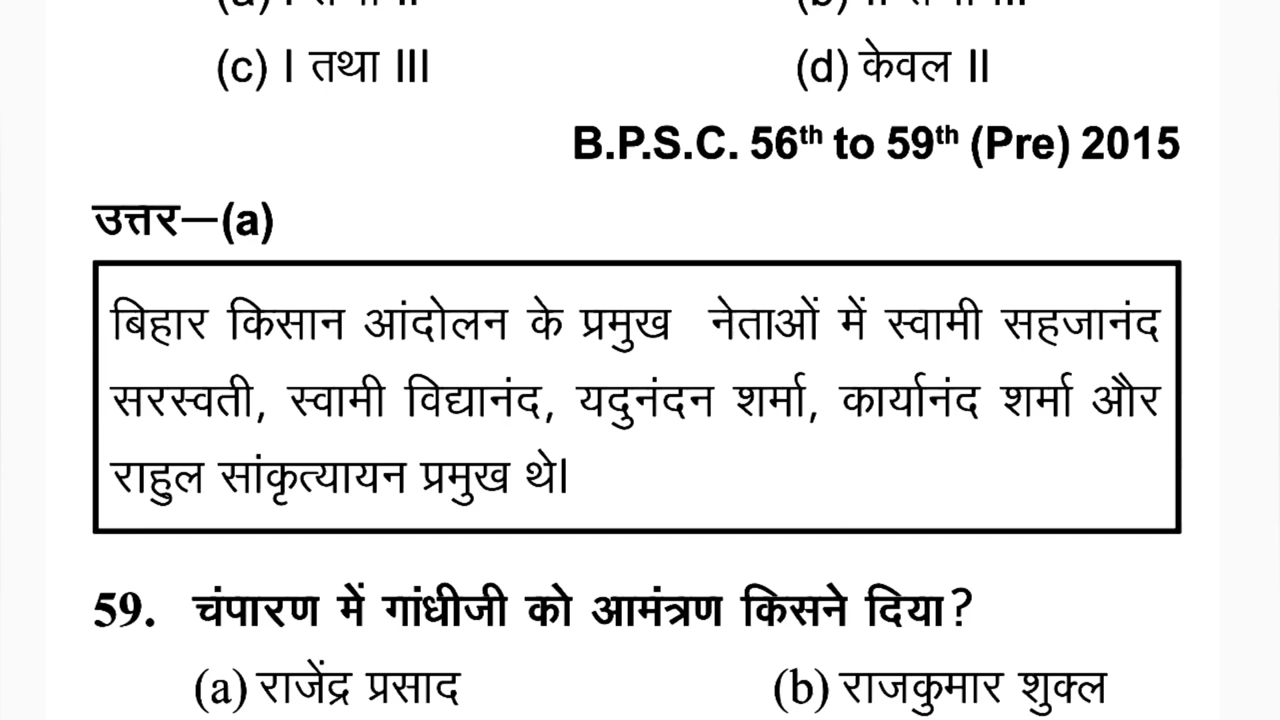 (c) I तथा III (d) केवल II
B.P.S.C. 56th to 59th (Pre) 2015
उत्तर—(a)
बिहार किसान आंदोलन के प्रमुख नेताओं में स्वामी सहजानंद
सरस्वती, स्वामी विद्यानंद, यदुनंदन शर्मा, कार्यानंद शर्मा और
राहुल सांकृत्यायन प्रमुख थे।
59. चंपारण में गांधीजी को आमंत्रण किसने दिया?
(a) राजेंद्र प्रसाद (b) राजकुमार शुक्ल